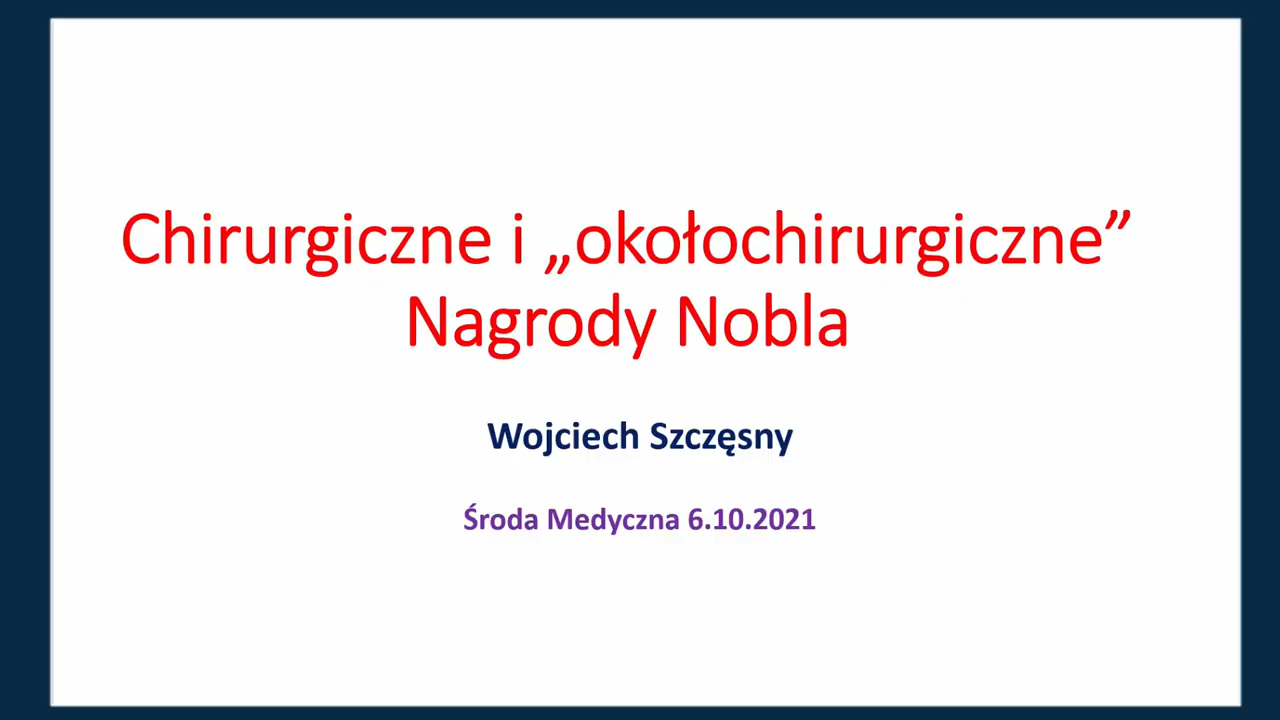 Chirurgiczne i „okołochirurgiczne”
Nagrody Nobla
Wojciech Szczęsny
Środa Medyczna 6.10.2021